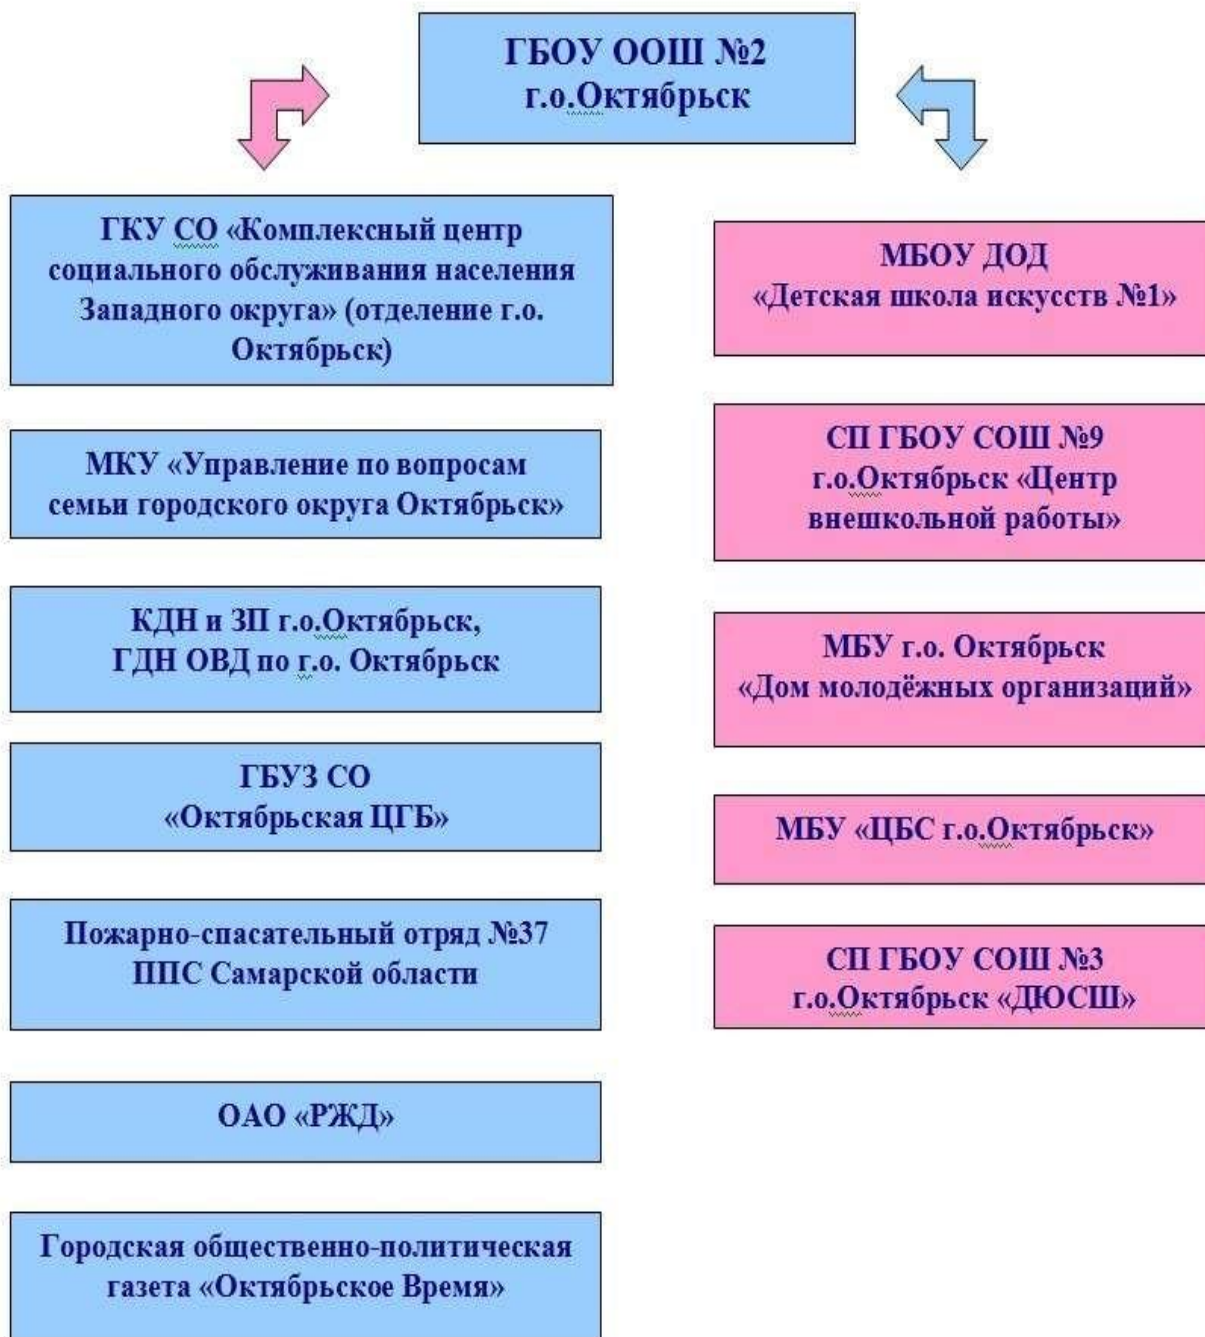 ГБОУ ООШ №2
г.о.Октябрьск
ГКУ СО «Комплексный центр
социального обслуживания населения
Западного округа» (отделение г.о.
Октябрьск)
МКУ «Управление по вопросам
семьи городского округа Октябрьск»
КДН и ЗП г.о.Октябрьск,
ГДН ОВД по г.о. Октябрьск
ГБУЗ СО
«Октябрьская ЦГБ»
Пожарно-спасательный отряд №37
ППС Самарской области
ОАО «РЖД»
Городская общественно-политическая
газета «Октябрьское Время»
МБОУ ДОД
«Детская школа искусств №1»
СП ГБОУ СОШ №9
г.о.Октябрьск «Центр
внешкольной работы»
МБУ г.о. Октябрьск
«Дом молодёжных организаций»
МБУ «ЦБС г.о.Октябрьск»
СП ГБОУ СОШ №3
г.о.Октябрьск «ДЮСШ»